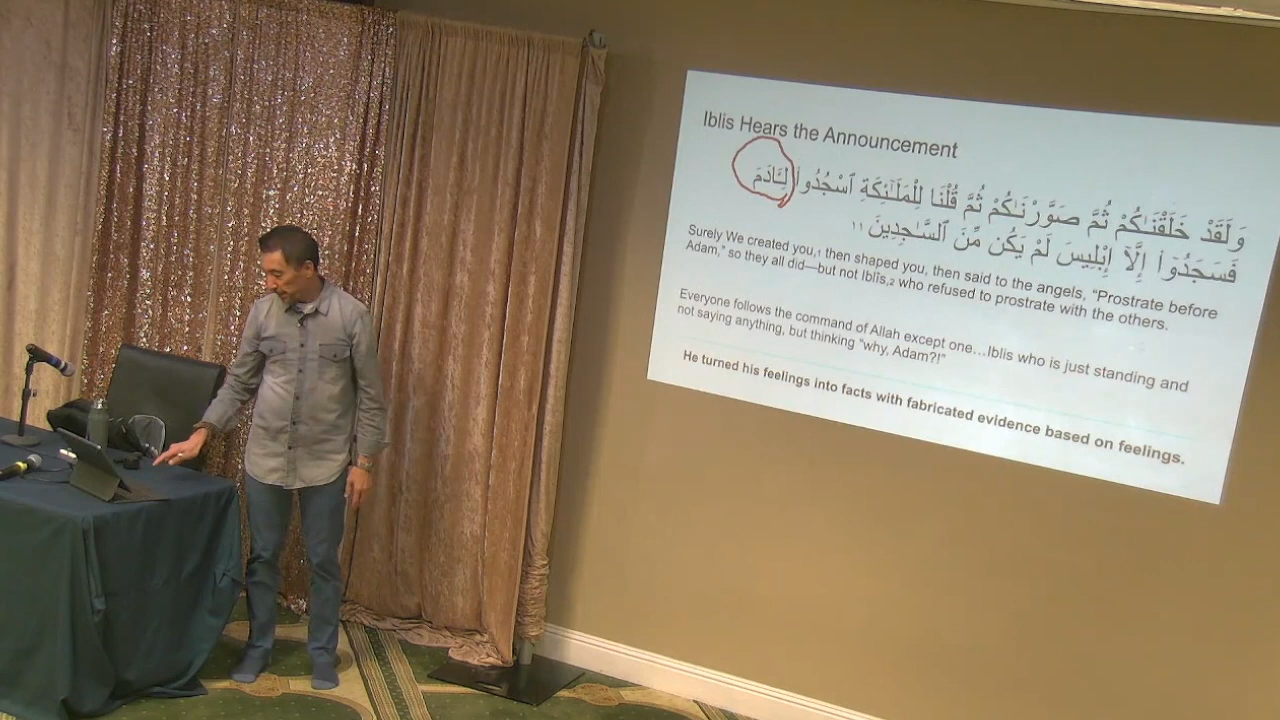 Iblis Hears the Announcement
وَلَقَدْ خَلَقْنَـٰكُمْ ثُمَّ صَوَّرْنَـٰكُمْ ثُمَّ قُلْنَا لِلْمَلَـٰٓئِكَةِ ٱسْجُدُوا۟ لِـَٔادَمَ
فَسَجَدُوٓا۟ إِلَّآ إِبْلِيسَ لَمْ يَكُن مِّنَ ٱلسَّـٰجِدِينَ ١١
Surely We created you,1 then shaped you, then said to the angels, “Prostrate before
Adam,” so they all did—but not Iblîs,2 who refused to prostrate with the others.
Everyone follows the command of Allah except one…Iblis who is just standing and
not saying anything, but thinking “why, Adam?!”
He turned his feelings into facts with fabricated evidence based on feelings.